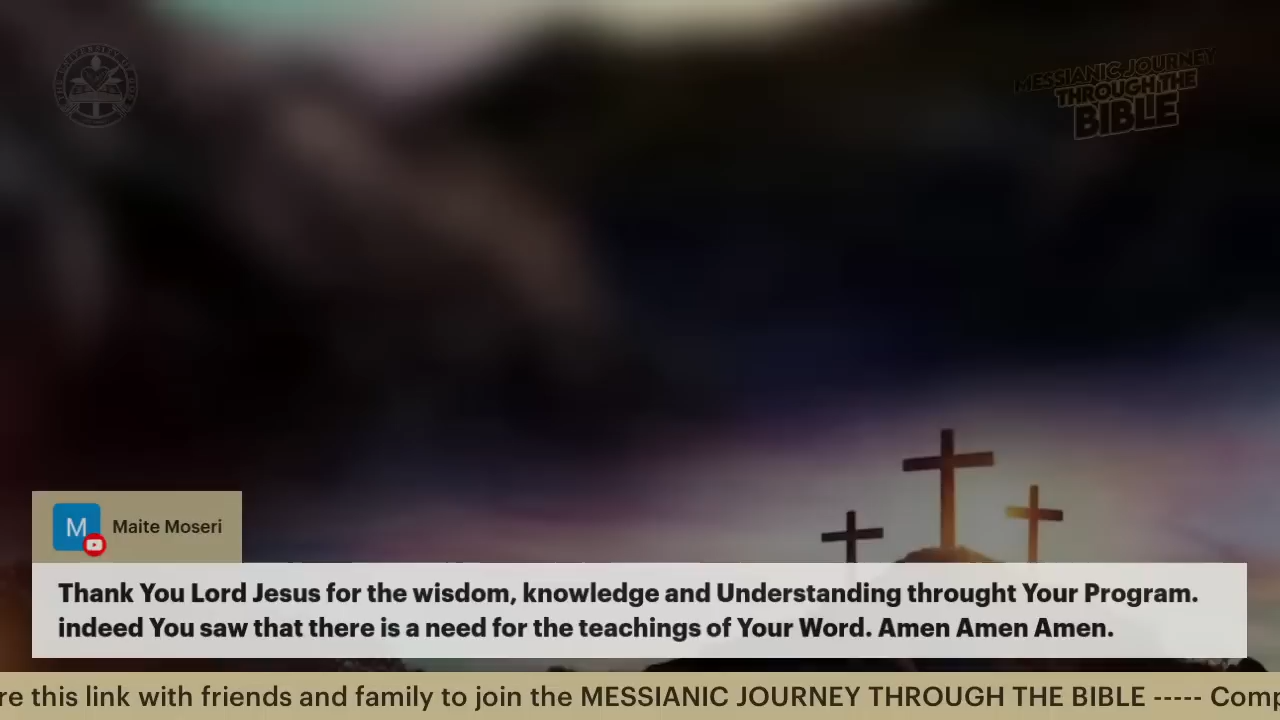 MESSIANIC JOURNEY
THROUGH THE
BIBLE
M
Maite Moseri
Thank You Lord Jesus for the wisdom, knowledge and Understanding throught Your Program.
indeed You saw that there is a need for the teachings of Your Word. Amen Amen Amen.
re this link with friends and family to join the MESSIANIC JOURNEY THROUGH THE BIBLE ----- Comp